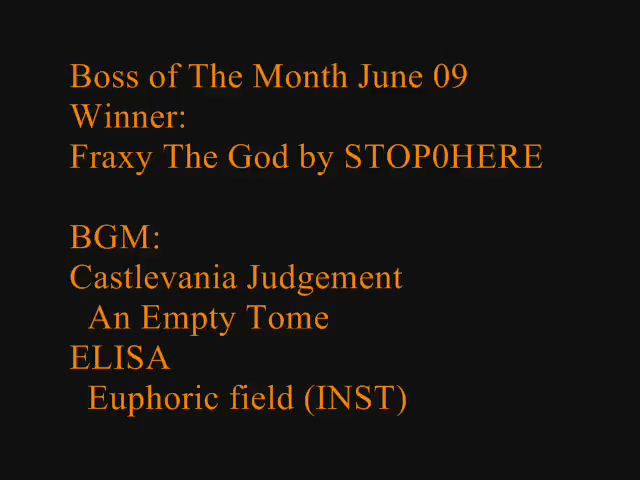 Boss of The Month June 09
Winner:
Fraxy The God by STOP0HERE
BGM:
Castlevania Judgement
An Empty Tome
ELISA
Euphoric field (INST)